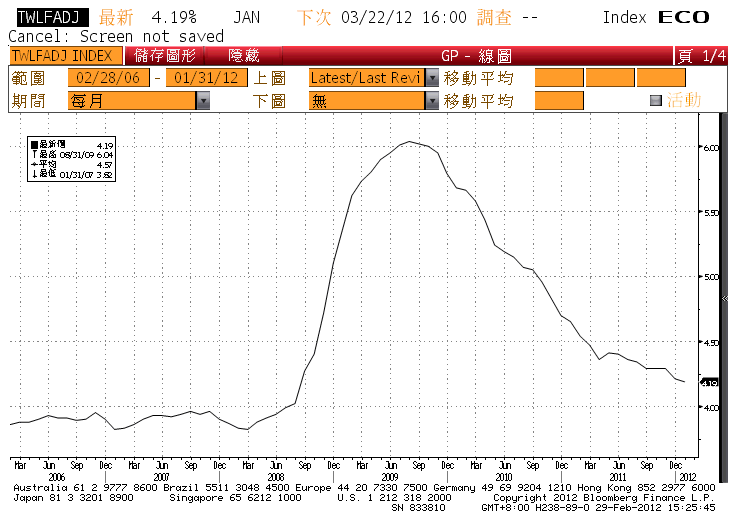 TWLFADJ 最新 4.19% JAN 下次 03/22/12 16:00 調查 -- Index ECO
Cancel: Screen not saved
TWLFADJ INDEX 儲存圖形 隱藏 GP - 線圖 頁 1/4
範圍 02/28/06 - 01/31/12 上圖 Latest/Last Revi 移動平均
期間 每月 下圖 無 移動平均 活動
最新價 4.19
最高 08/31/09 6.04
平均 4.57
最低 01/31/07 3.82
6.00
5.50
5.00
4.50
4.19
4.00
Mar Jun Sep Dec Mar Jun Sep Dec Mar Jun Sep Dec Mar Jun Sep Dec Mar Jun Sep Dec Mar Jun Sep Dec
2006 2007 2008 2009 2010 2011 2012
Australia 61 2 9777 8600 Brazil 5511 3048 4500 Europe 44 20 7330 7500 Germany 49 69 9204 1210 Hong Kong 852 2977 6000
Japan 81 3 3201 8900 Singapore 65 6212 1000 U.S. 1 212 318 2000 Copyright 2012 Bloomberg Finance L.P.
SN 833810 GMT+8:00 H238-89-0 29-Feb-2012 15:25:45